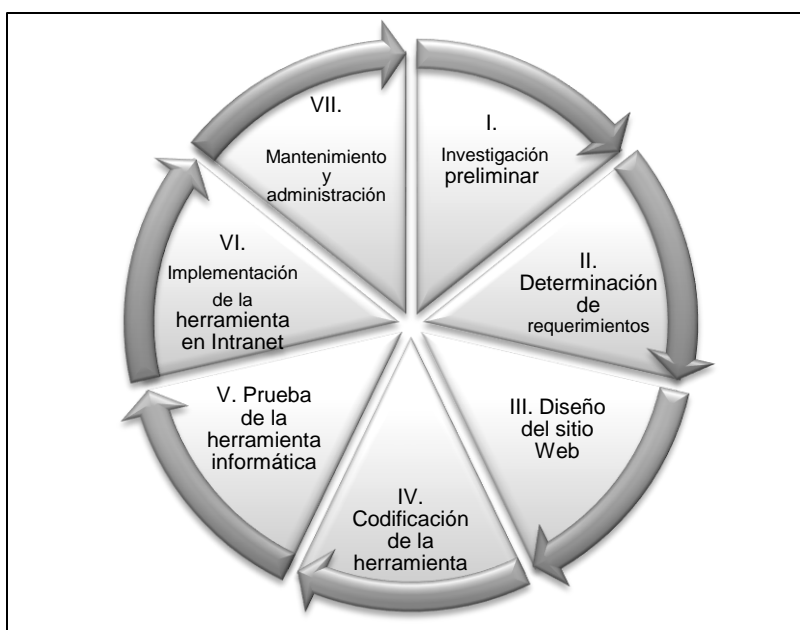 I.
Investigación
preliminar
II.
Determinación
de
requerimientos
III. Diseño
del sitio
Web
IV.
Codificación
de la
herramienta
V. Prueba
de la
herramienta
informática
VI.
Implementación
de la
herramienta
en Intranet
VII.
Mantenimiento
y
administración